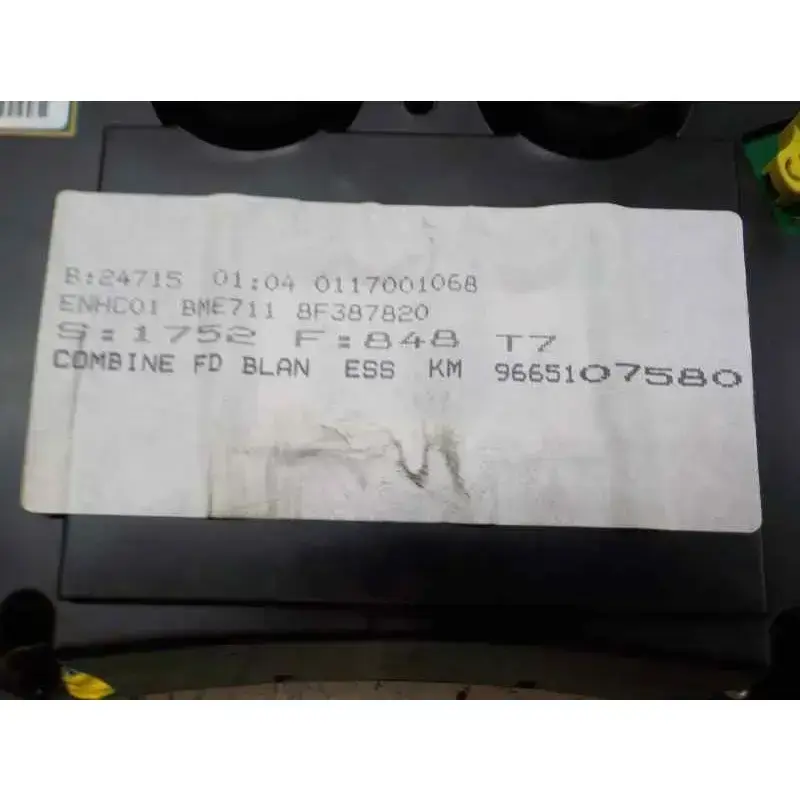 B:24715 01:04 0117001068
ENHC01 BME711 8F387820
S:1752 F:848 T7
COMBINE FD BLAN ESS KM 9665107580